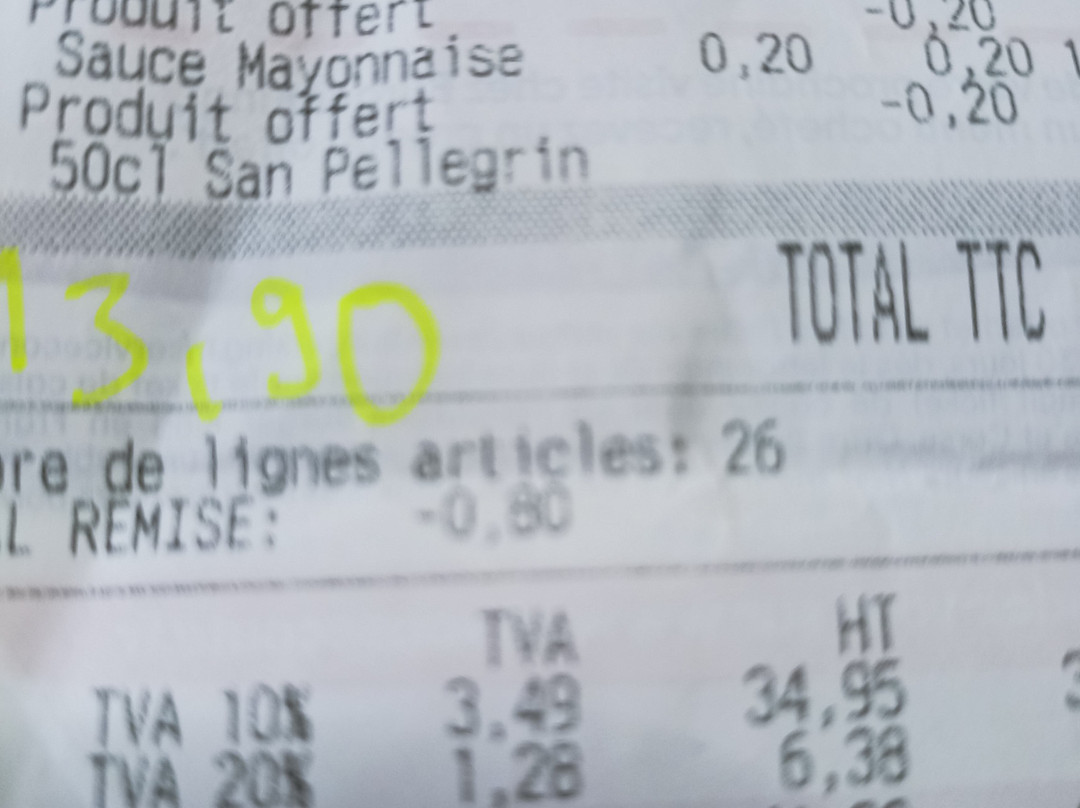 Produit offert -0,20
Sauce Mayonnaise 0,20 0,20 1
Produit offert -0,20
50cl San Pellegrin
TOTAL TTC
13,90
re de lignes articles: 26
L REMISE: -0,80
TVA HT
TVA 10% 3,49 34,95 3
TVA 20% 1,28 6,38